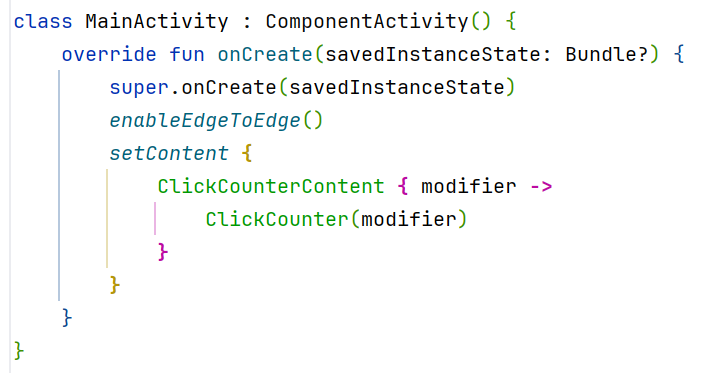 class MainActivity : ComponentActivity() {
    override fun onCreate(savedInstanceState: Bundle?) {
        super.onCreate(savedInstanceState)
        enableEdgeToEdge()
        setContent {
            ClickCounterContent { modifier ->
                ClickCounter(modifier)
            }
        }
    }
}